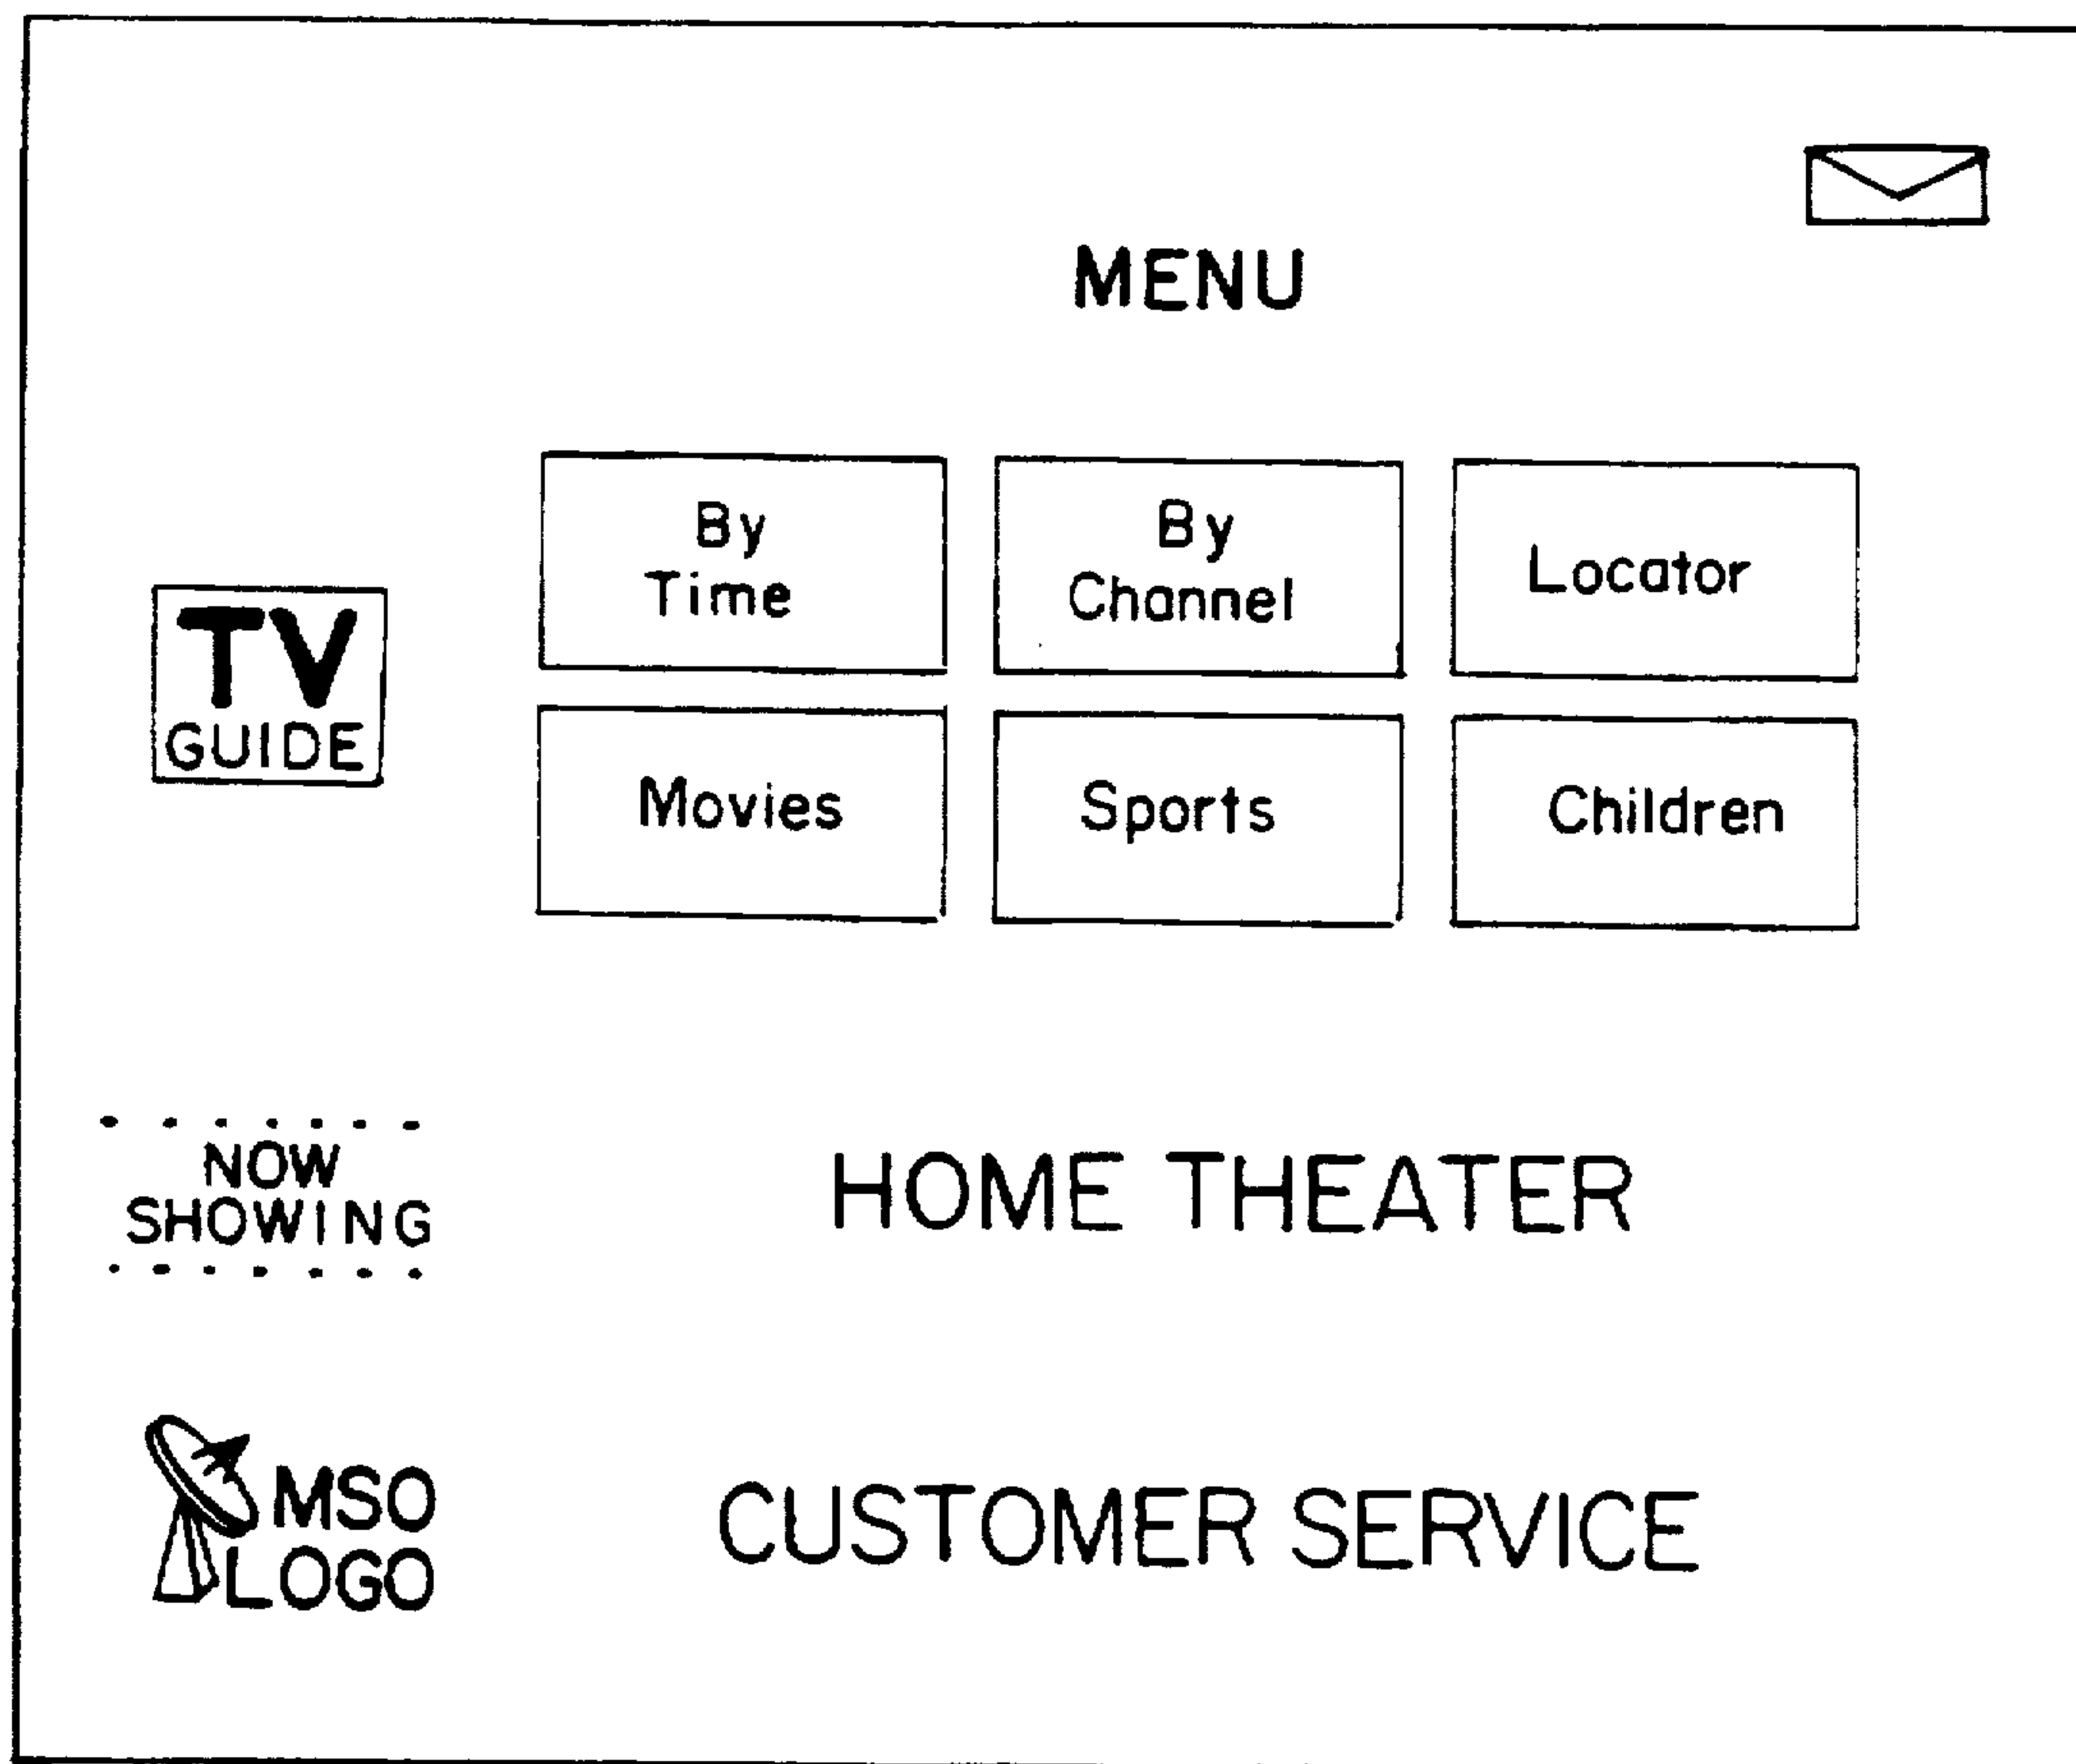 MENU
By
Time
By
Channel
Locator
TV
GUIDE
Movies
Sports
Children
NOW
SHOWING
HOME THEATER
MSO
LOGO
CUSTOMER SERVICE